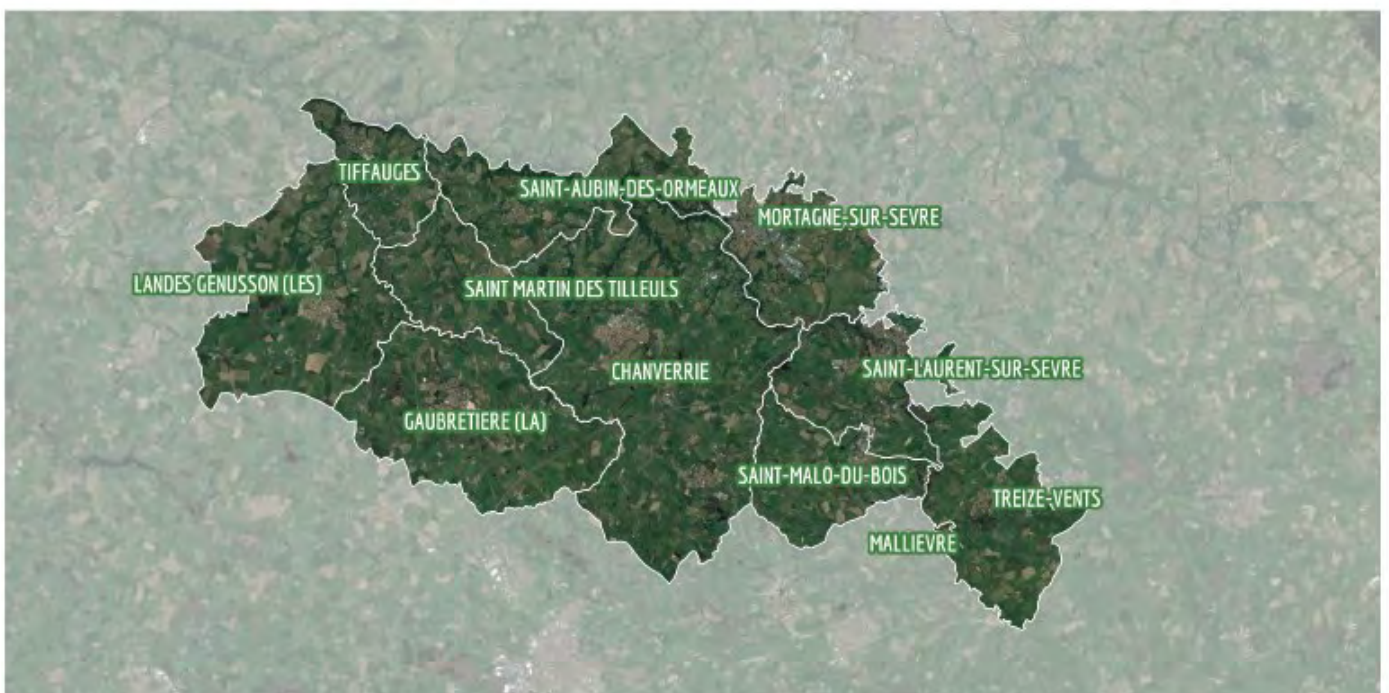 TIFFAUGES
SAINT-AUBIN-DES-ORMEAUX
MORTAGNE-SUR-SEVRE
LANDES GENUSSON (LES)
SAINT MARTIN DES TILLEULS
CHANVERRIE
SAINT-LAURENT-SUR-SEVRE
GAUBRETIERE (LA)
SAINT-MALO-DU-BOIS
TREIZE-VENTS
MALLIEVRE